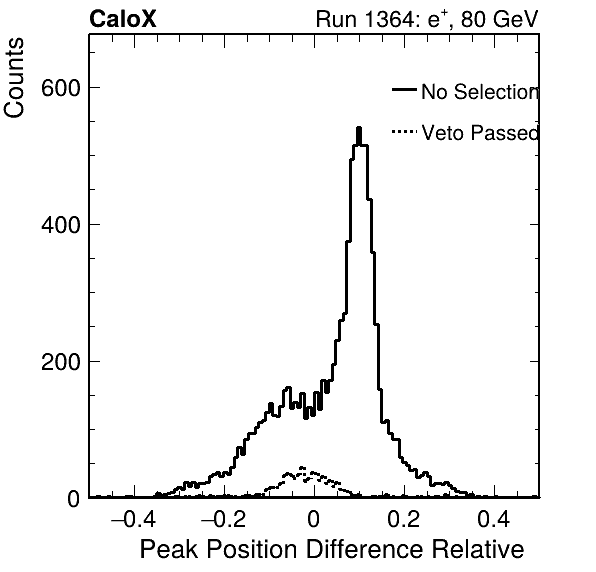 CaloX Run 1364: e⁺, 80 GeV
Counts
600
400
200
0
No Selection
Veto Passed
−0.4 −0.2 0 0.2 0.4
Peak Position Difference Relative